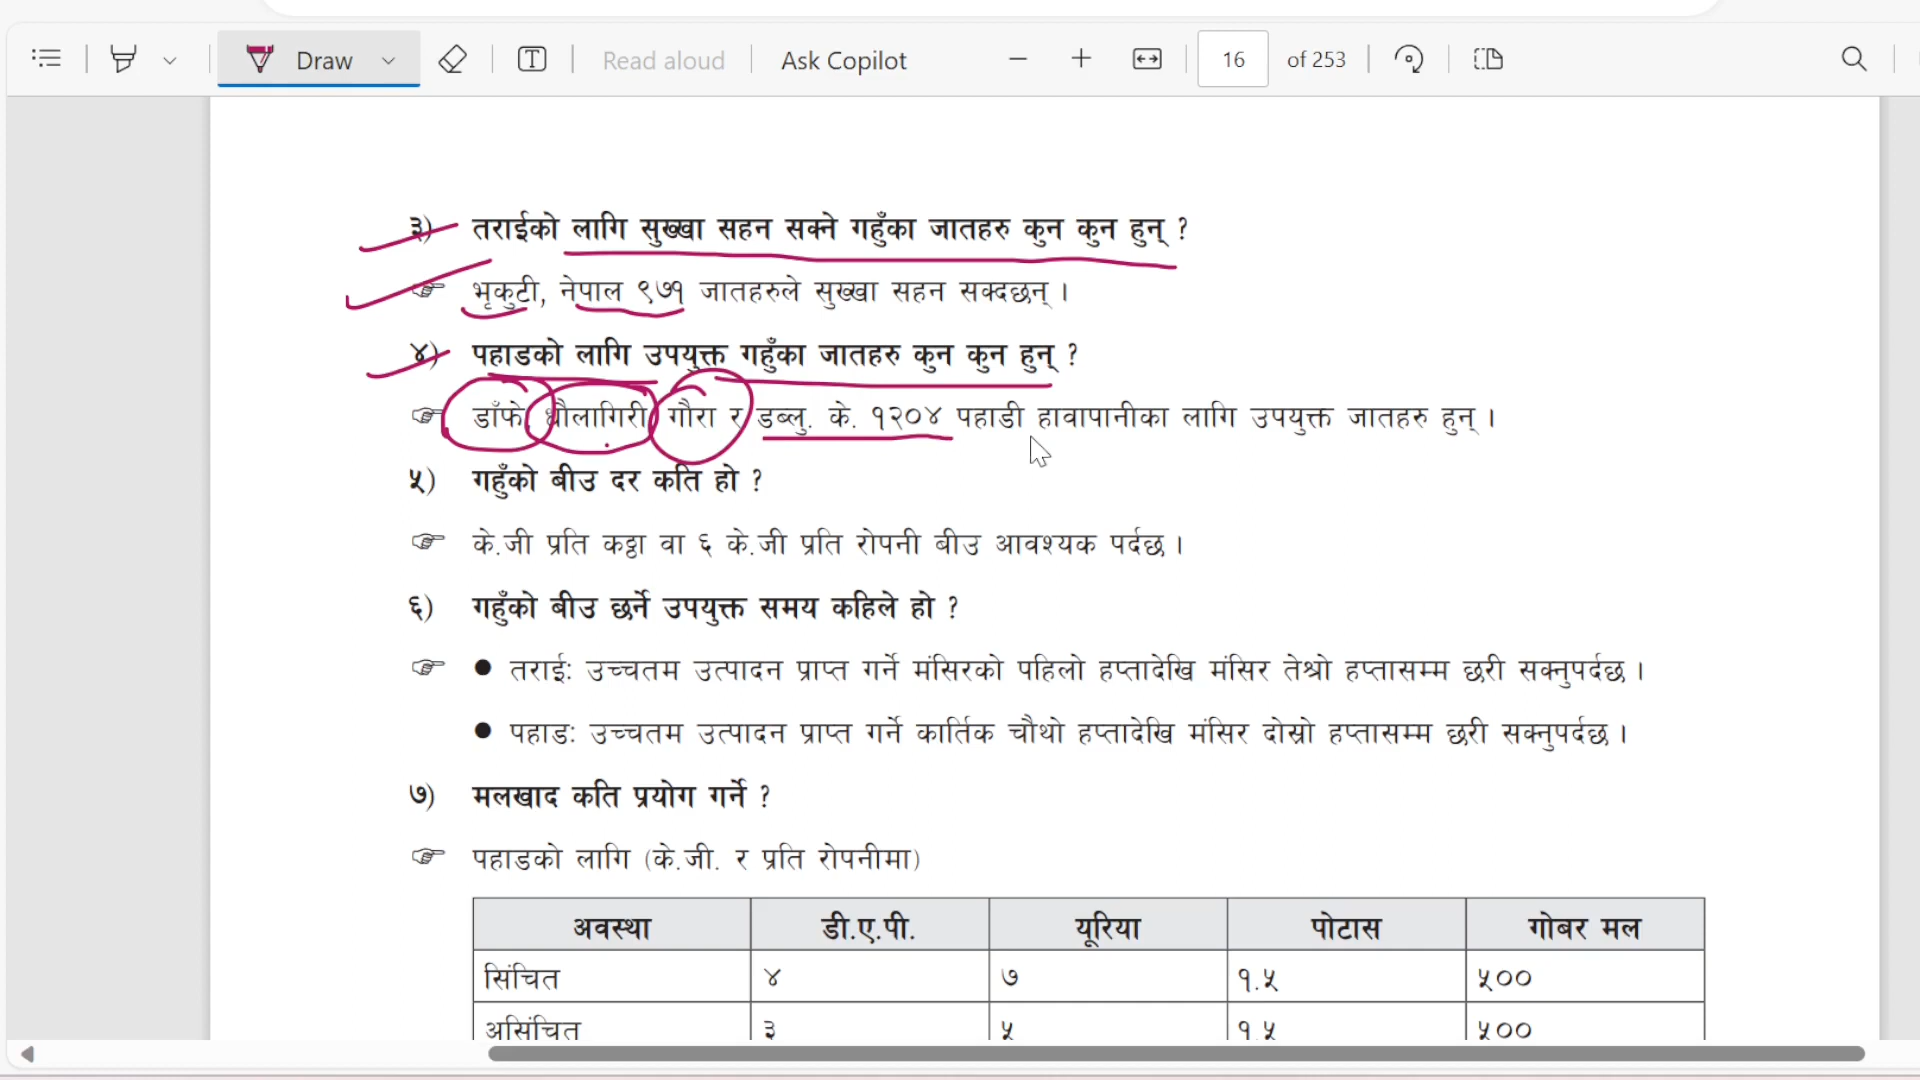 Draw
Read aloud
Ask Copilot
16 of 253
३) तराईको लागि सुख्खा सहन सक्ने गहुँका जातहरु कुन कुन हुन् ?
भृकुटी, नेपाल ९७१ जातहरुले सुख्खा सहन सक्दछन् ।
४) पहाडको लागि उपयुक्त गहुँका जातहरु कुन कुन हुन् ?
डाँफे धौलागिरी गौरा र डब्लु. के. १२०४ पहाडी हावापानीका लागि उपयुक्त जातहरु हुन् ।
५) गहुँको बीउ दर कति हो ?
के.जी प्रति कठ्ठा वा ६ के.जी प्रति रोपनी बीउ आवश्यक पर्दछ ।
६) गहुँको बीउ छर्ने उपयुक्त समय कहिले हो ?
● तराई: उच्चतम उत्पादन प्राप्त गर्ने मंसिरको पहिलो हप्तादेखि मंसिर तेश्रो हप्तासम्म छरी सक्नुपर्दछ ।
● पहाड: उच्चतम उत्पादन प्राप्त गर्ने कार्तिक चौथो हप्तादेखि मंसिर दोस्रो हप्तासम्म छरी सक्नुपर्दछ ।
७) मलखाद कति प्रयोग गर्ने ?
पहाडको लागि (के.जी. र प्रति रोपनीमा)
अवस्था डी.ए.पी. यूरिया पोटास गोबर मल
सिंचित ४ ७ १.५ ५००
असिंचित ३ ५ १.५ ५००